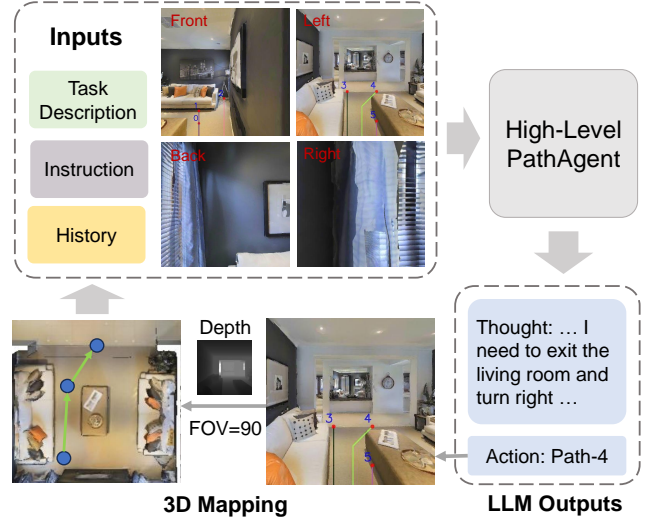 Inputs
Task
Description
Instruction
History
Front
1
0
Left
3 4
5
Back
Right
High-Level
PathAgent
Thought: … I
need to exit the
living room and
turn right …
Action: Path-4
LLM Outputs
3 4
5
Depth
FOV=90
3D Mapping